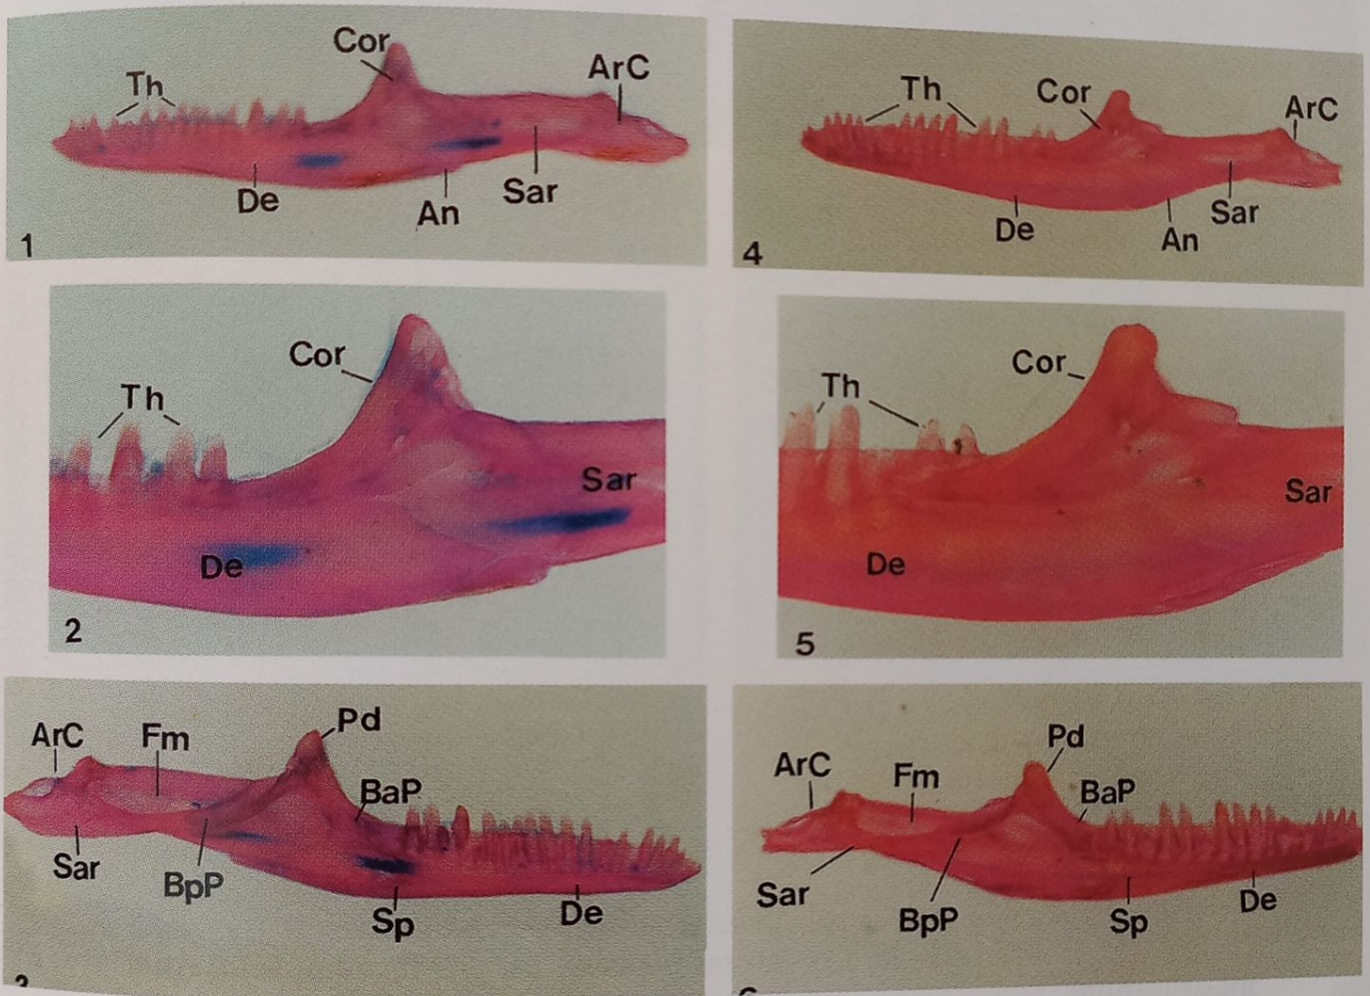 Cor
Th
ArC
De
An
Sar
1
Th
Cor
ArC
De
An
Sar
4
Cor
Th
Sar
De
2
Cor
Th
Sar
De
5
Pd
ArC
Fm
BaP
Sar
BpP
Sp
De
Pd
ArC
Fm
BaP
Sar
BpP
Sp
De